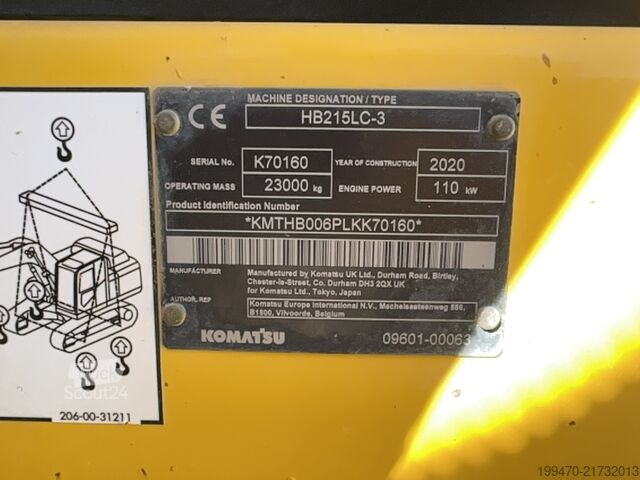 MACHINE DESIGNATION / TYPE
CE HB215LC-3
SERIAL No. K70160 YEAR OF CONSTRUCTION 2020
OPERATING MASS 23000 kg ENGINE POWER 110 kW
Product Identification Number
*KMTHB006PLKK70160*
MANUFACTURER Manufactured by Komatsu UK Ltd., Durham Road, Birtley,
Chester-le-Street, Co. Durham DH3 2QX UK
for Komatsu Ltd., Tokyo, Japan
AUTHOR. REP Komatsu Europe International N.V., Mechelsesteenweg 586,
B1800, Vilvoorde, Belgium
KOMATSU 09601-00063
Scout24
206-00-31211
199470-21732013